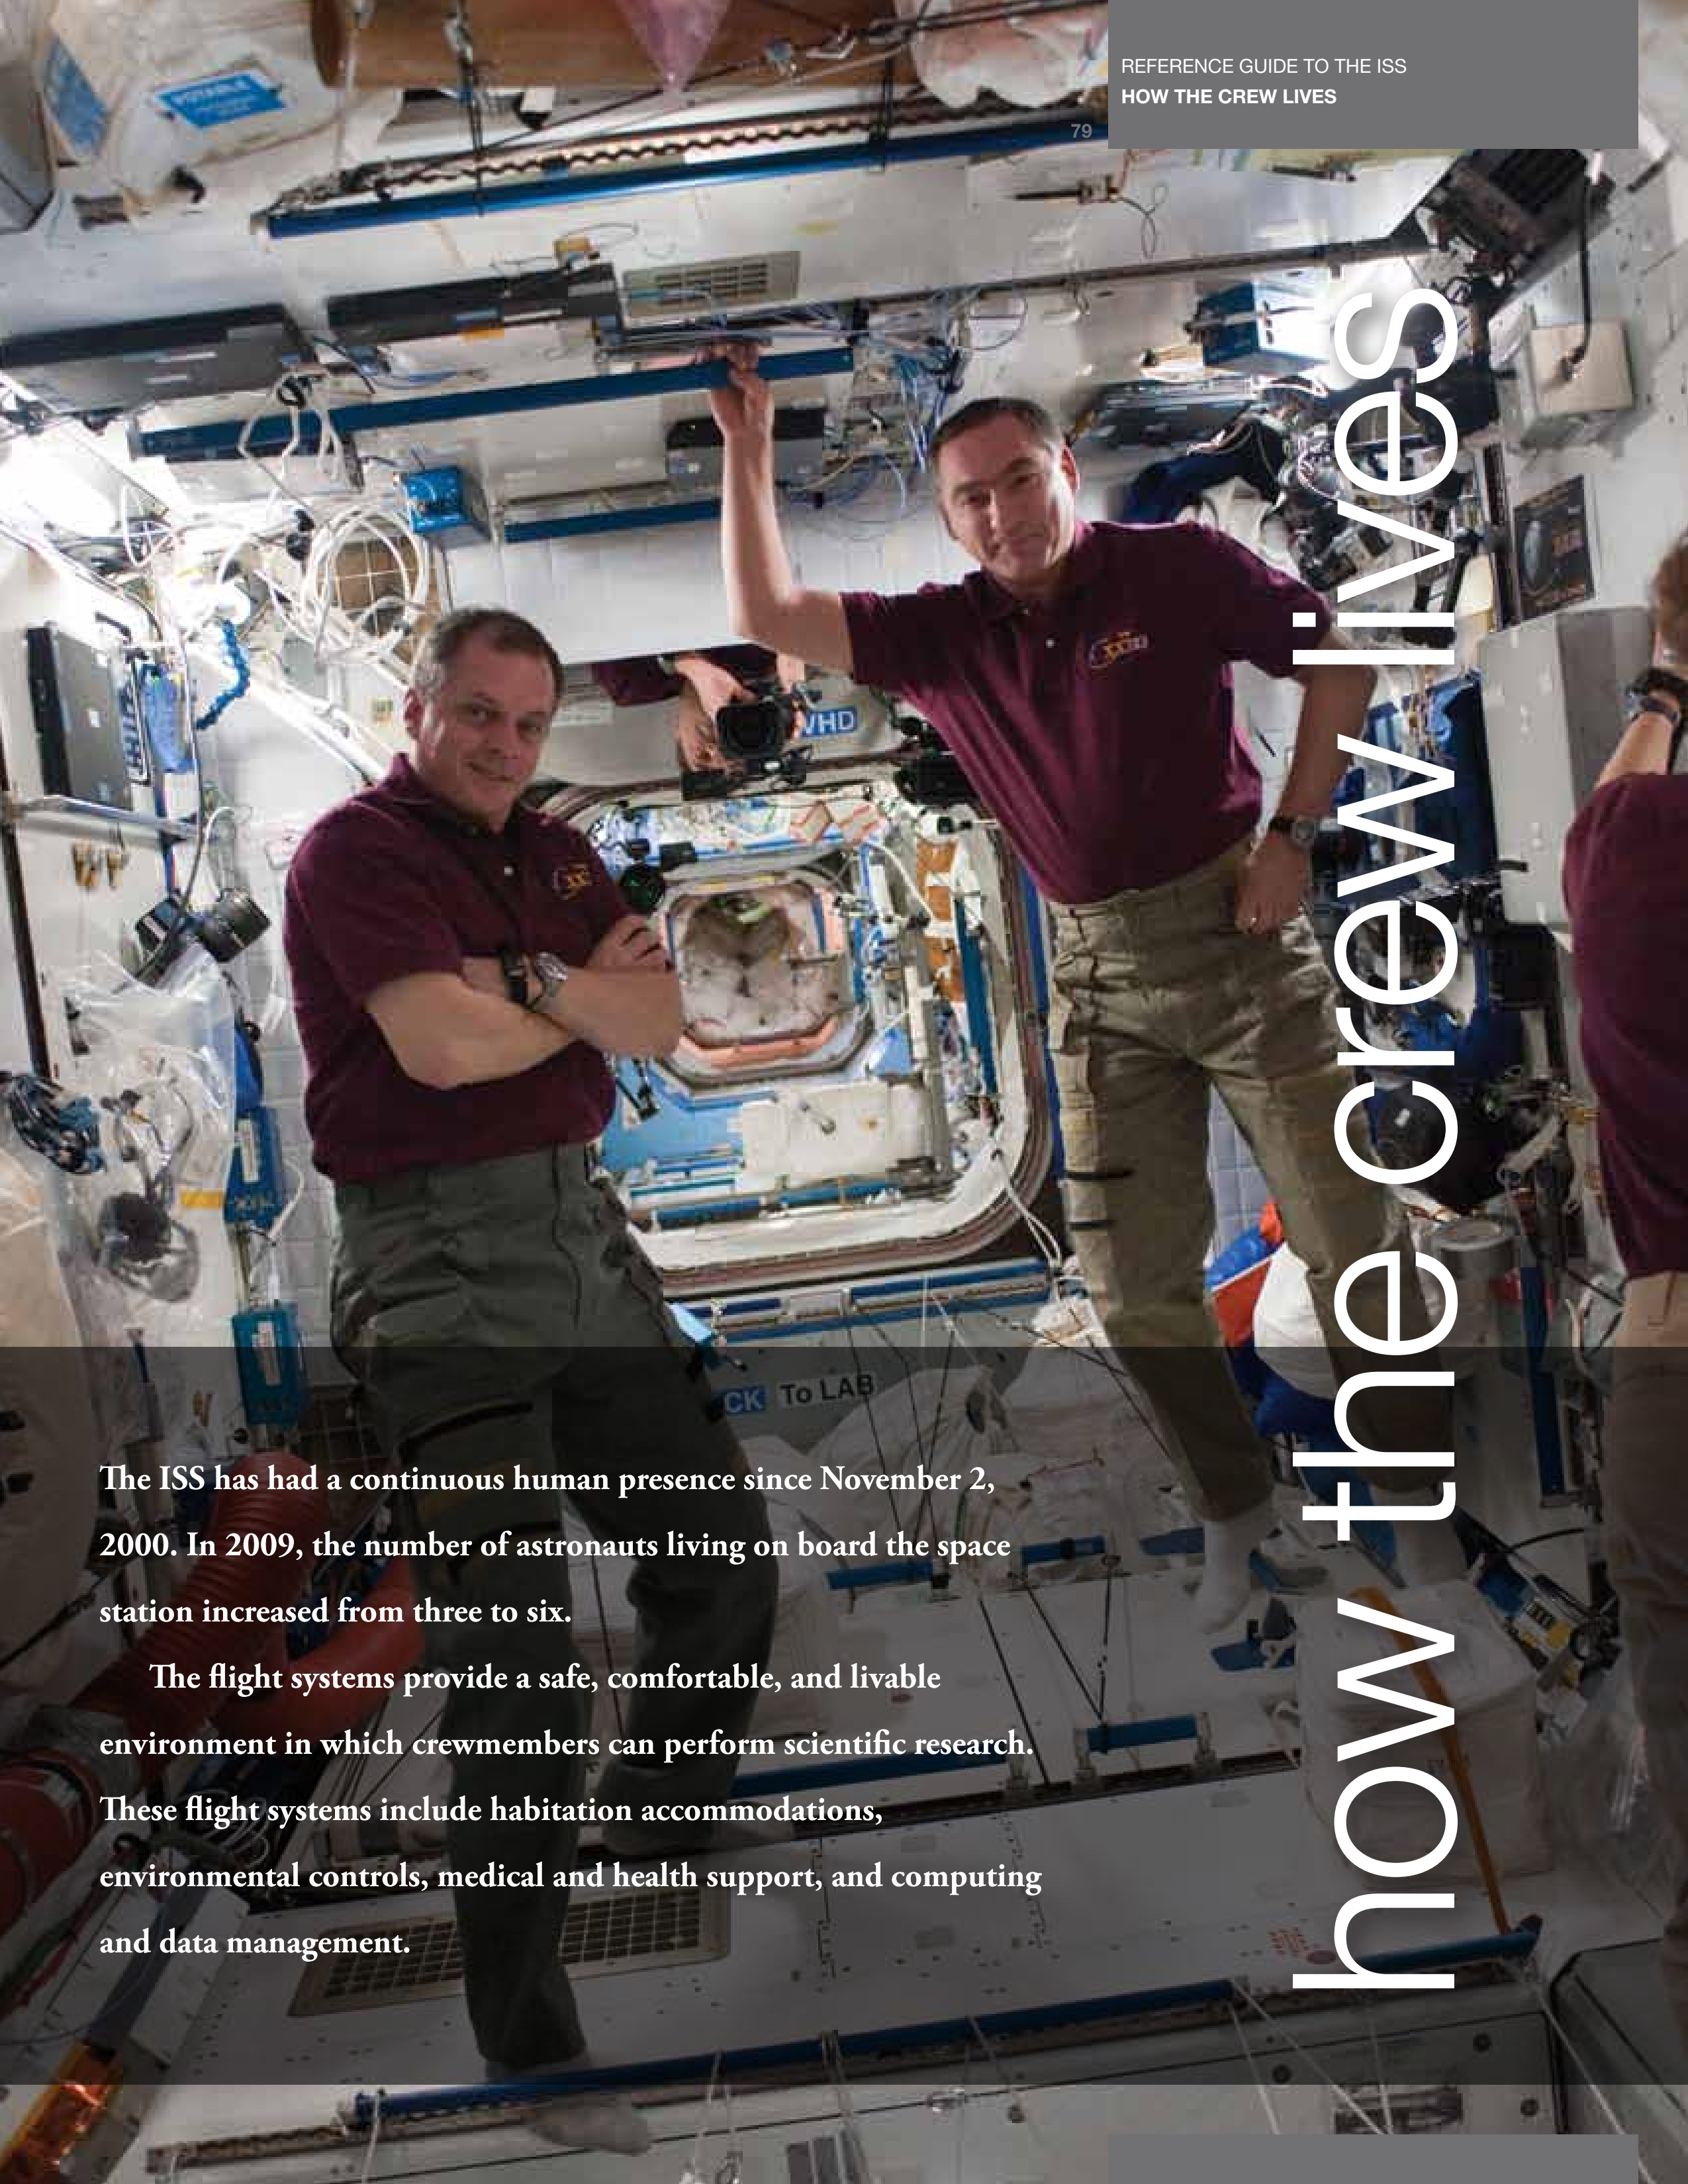 REFERENCE GUIDE TO THE ISS
HOW THE CREW LIVES
79
POTABLE
VHD
how the crew lives
CK To LAB
The ISS has had a continuous human presence since November 2,
2000. In 2009, the number of astronauts living on board the space
station increased from three to six.
The flight systems provide a safe, comfortable, and livable
environment in which crewmembers can perform scientific research.
These flight systems include habitation accommodations,
environmental controls, medical and health support, and computing
and data management.